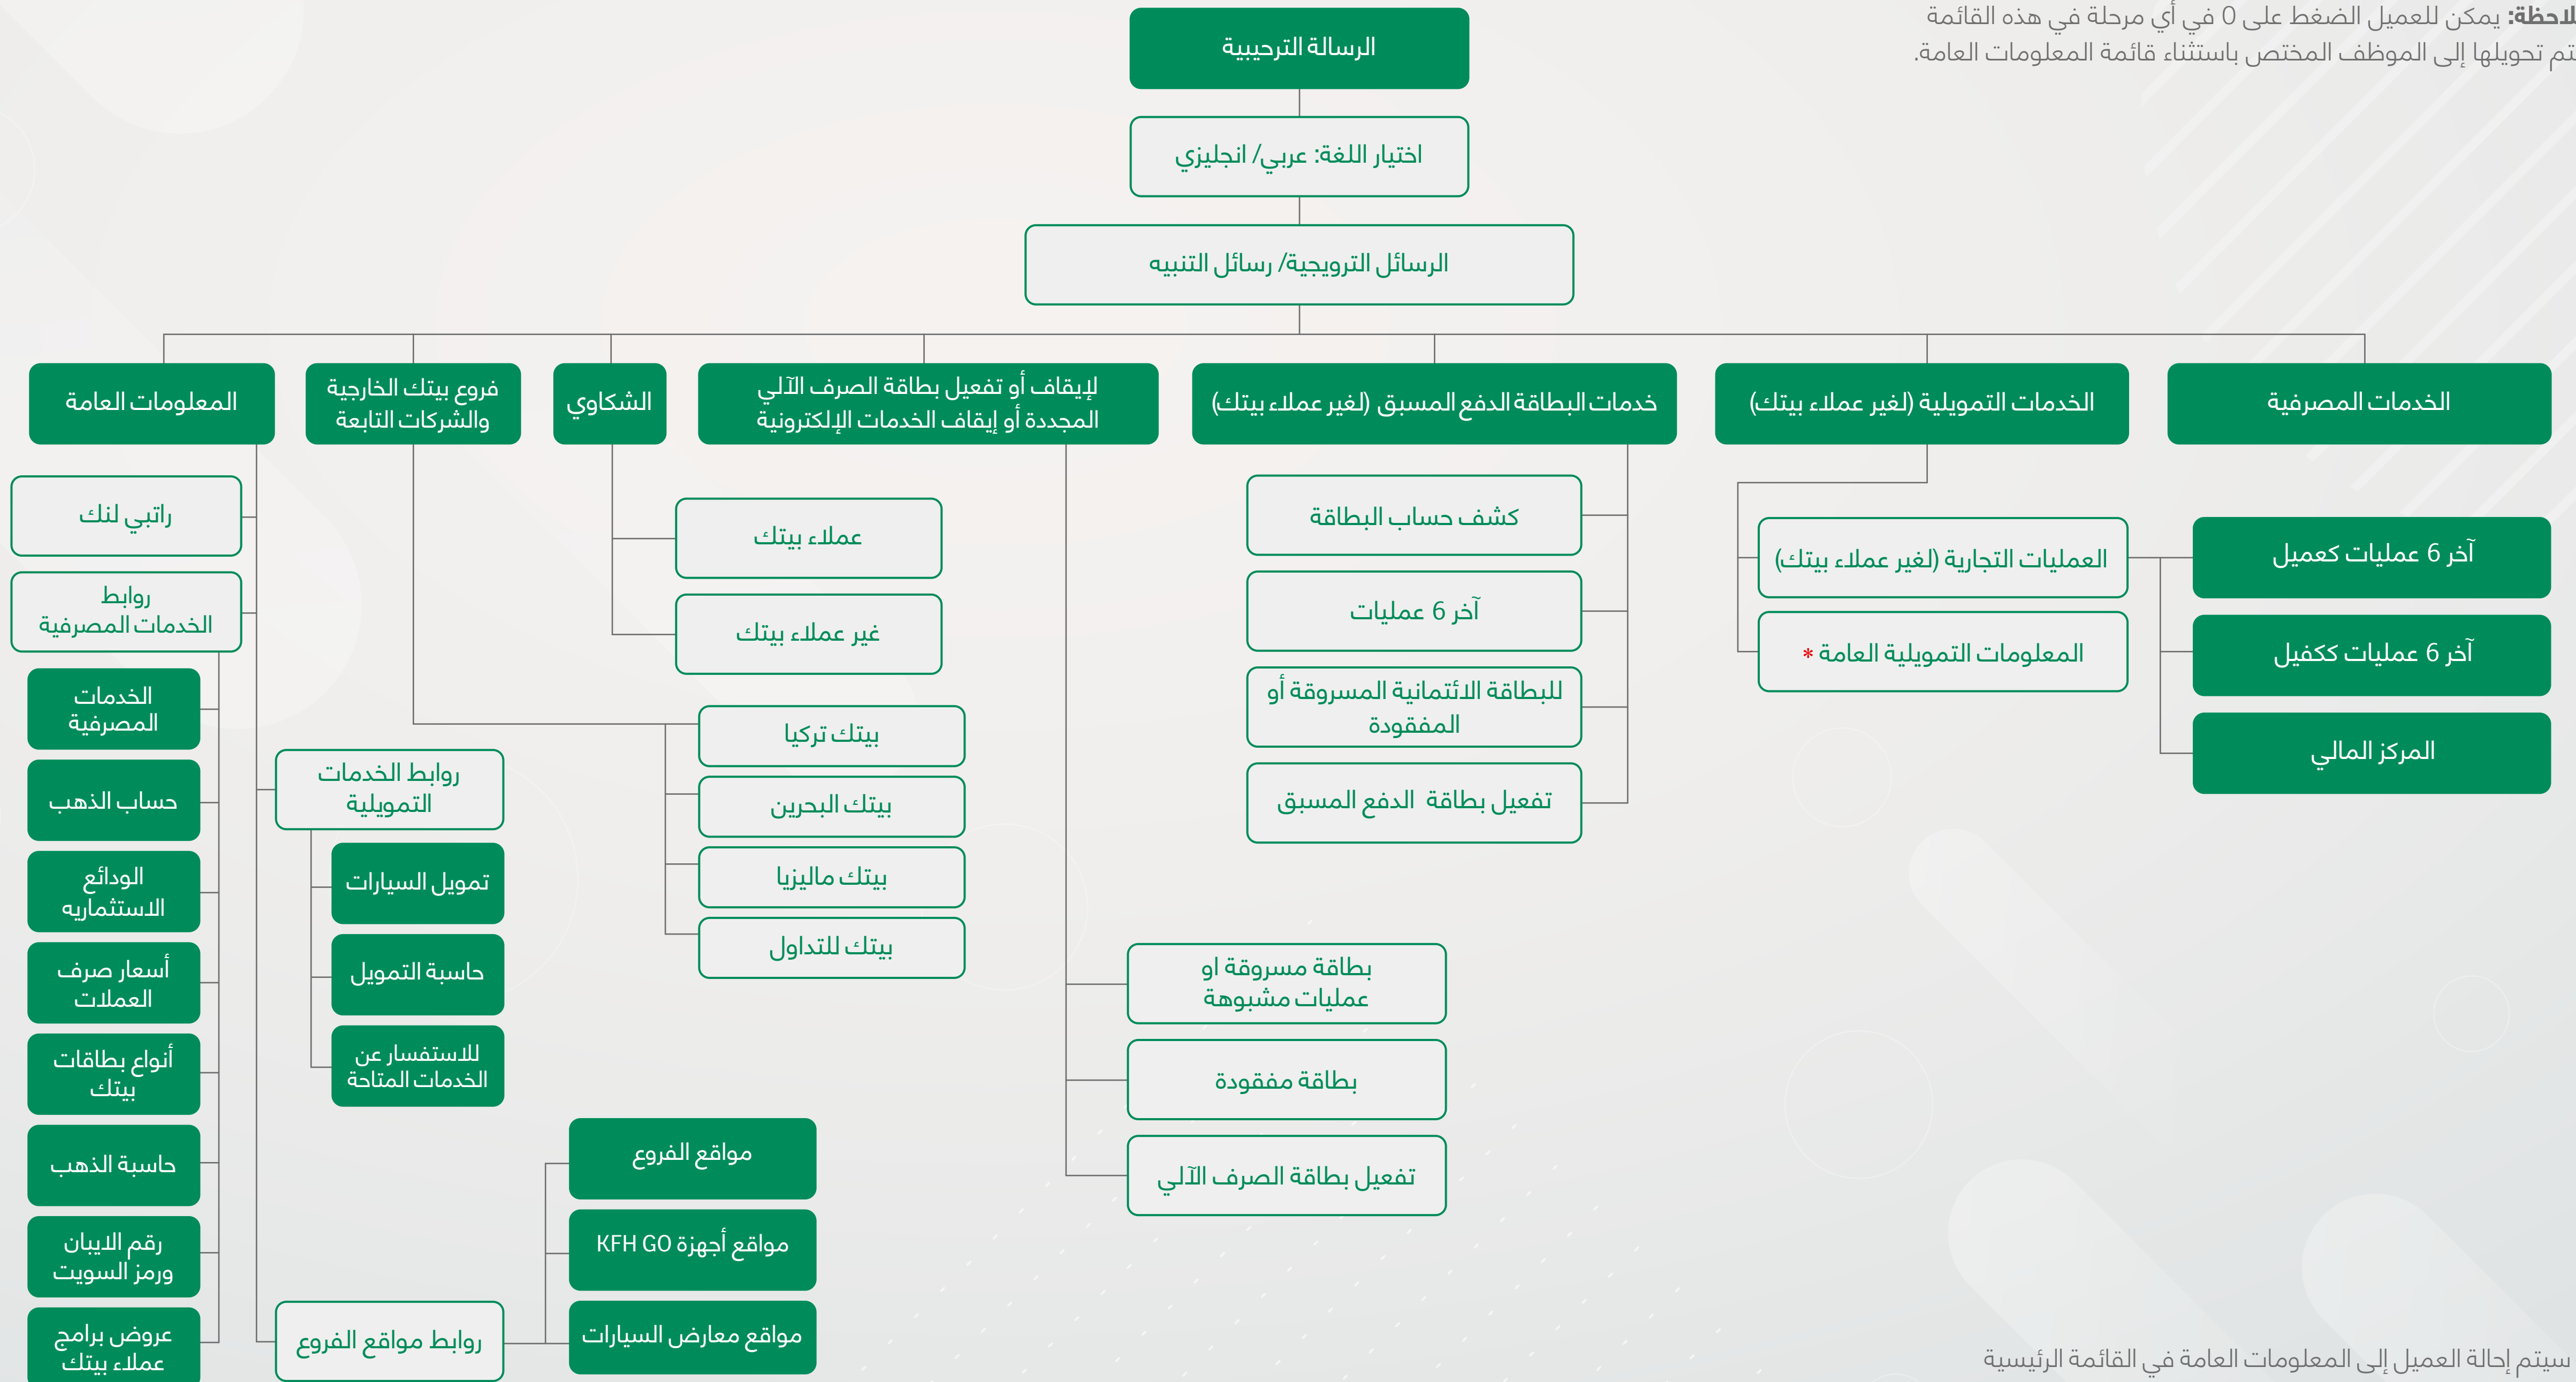 الرسالة الترحيبية
يمكن للعميل الضغط على 0 في أي مرحلة في هذه القائمة
تحويلها إلى الموظف المختص باستثناء قائمة المعلومات العامة.
اختيار اللغة: عربي/ انجليزي
الرسائل الترويجية/ رسائل التنبيه
الخدمات المصرفية
الخدمات التمويلية (لغير عملاء بيتك)
خدمات البطاقة الدفع المسبق (لغير عملاء بيتك)
لإيقاف أو تفعيل بطاقة الصرف الآلي
المجددة أو إيقاف الخدمات الإلكترونية
الشكاوي
فروع بيتك الخارجية
والشركات التابعة
المعلومات العامة
العمليات التجارية (لغير عملاء بيتك)
المعلومات التمويلية العامة *
آخر 6 عمليات كعميل
آخر 6 عمليات ككفيل
المركز المالي
كشف حساب البطاقة
آخر 6 عمليات
للبطاقة الائتمانية المسروقة أو
المفقودة
تفعيل بطاقة الدفع المسبق
بطاقة مسروقة او
عمليات مشبوهة
بطاقة مفقودة
تفعيل بطاقة الصرف الآلي
عملاء بيتك
غير عملاء بيتك
بيتك تركيا
بيتك البحرين
بيتك ماليزيا
بيتك للتداول
راتبي لنك
روابط
الخدمات المصرفية
الخدمات
المصرفية
حساب الذهب
الودائع
الاستثماريه
أسعار صرف
العملات
أنواع بطاقات
بيتك
حاسبة الذهب
رقم الايبان
ورمز السويت
عروض برامج
عملاء بيتك
روابط الخدمات
التمويلية
تمويل السيارات
حاسبة التمويل
للاستفسار عن
الخدمات المتاحة
روابط مواقع الفروع
مواقع الفروع
مواقع أجهزة KFH GO
مواقع معارض السيارات
سيتم إحالة العميل إلى المعلومات العامة في القائمة الرئيسية